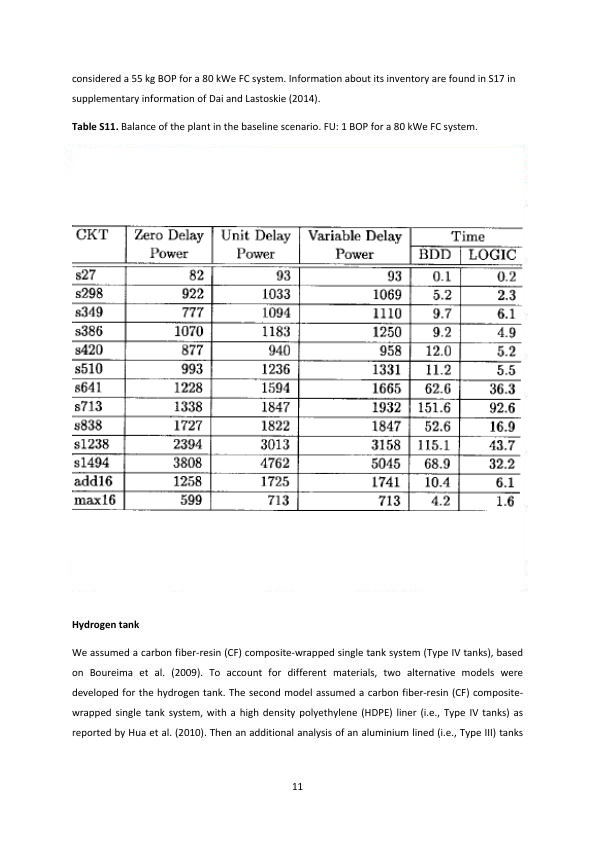 considered a 55 kg BOP for a 80 kWe FC system. Information about its inventory are found in S17 in
supplementary information of Dai and Lastoskie (2014).
Table S11. Balance of the plant in the baseline scenario. FU: 1 BOP for a 80 kWe FC system.
CKT Zero Delay Unit Delay Variable Delay Time
Power Power Power BDD LOGIC
s27 82 93 93 0.1 0.2
s298 922 1033 1069 5.2 2.3
s349 777 1094 1110 9.7 6.1
s386 1070 1183 1250 9.2 4.9
s420 877 940 958 12.0 5.2
s510 993 1236 1331 11.2 5.5
s641 1228 1594 1665 62.6 36.3
s713 1338 1847 1932 151.6 92.6
s838 1727 1822 1847 52.6 16.9
s1238 2394 3013 3158 115.1 43.7
s1494 3808 4762 5045 68.9 32.2
add16 1258 1725 1741 10.4 6.1
max16 599 713 713 4.2 1.6
Hydrogen tank
We assumed a carbon fiber-resin (CF) composite-wrapped single tank system (Type IV tanks), based
on Boureima et al. (2009). To account for different materials, two alternative models were
developed for the hydrogen tank. The second model assumed a carbon fiber-resin (CF) composite-
wrapped single tank system, with a high density polyethylene (HDPE) liner (i.e., Type IV tanks) as
reported by Hua et al. (2010). Then an additional analysis of an aluminium lined (i.e., Type III) tanks
11